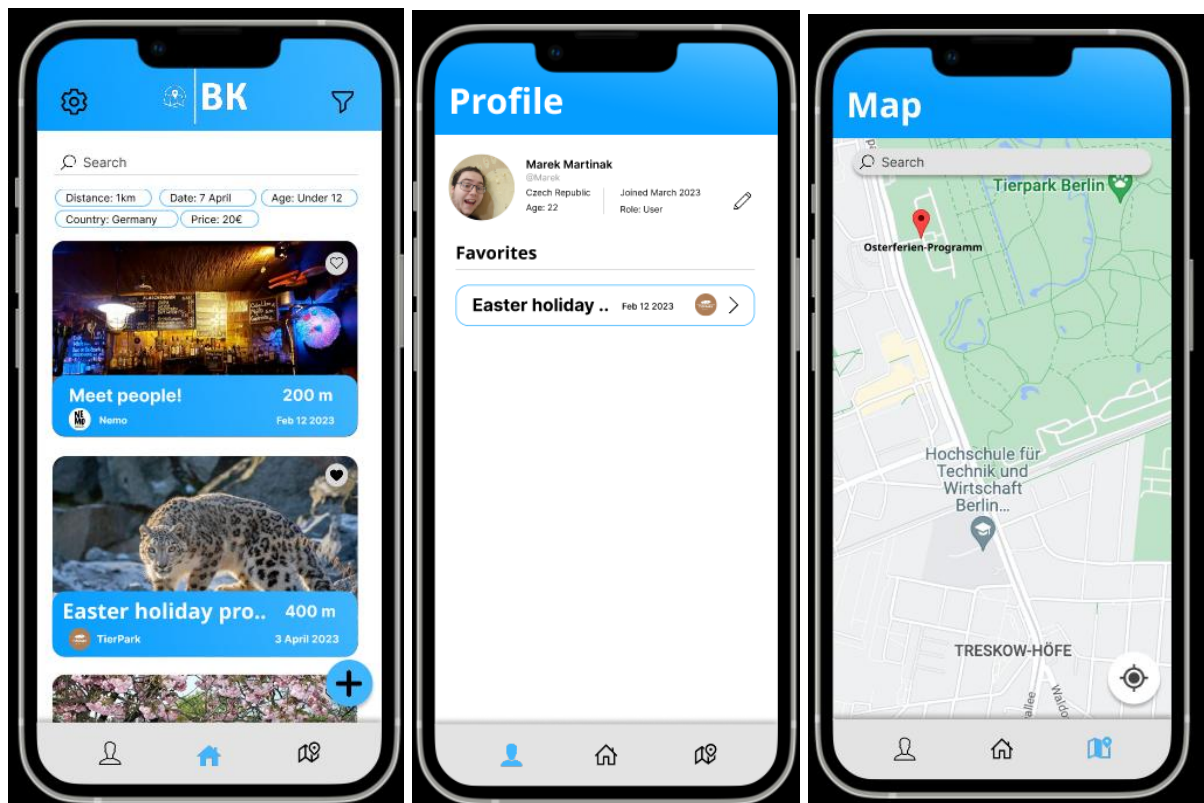 BK
Search
Distance: 1km
Date: 7 April
Age: Under 12
Country: Germany
Price: 20€
Meet people!
200 m
Nemo
Feb 12 2023
Easter holiday pro..
400 m
TierPark
3 April 2023
Profile
Marek Martinak
@Marek
Czech Republic
Joined March 2023
Age: 22
Role: User
Favorites
Easter holiday ..
Feb 12 2023
Map
Search
Tierpark Berlin
Osterferien-Programm
Hochschule für
Technik und
Wirtschaft
Berlin...
TRESKOW-HÖFE